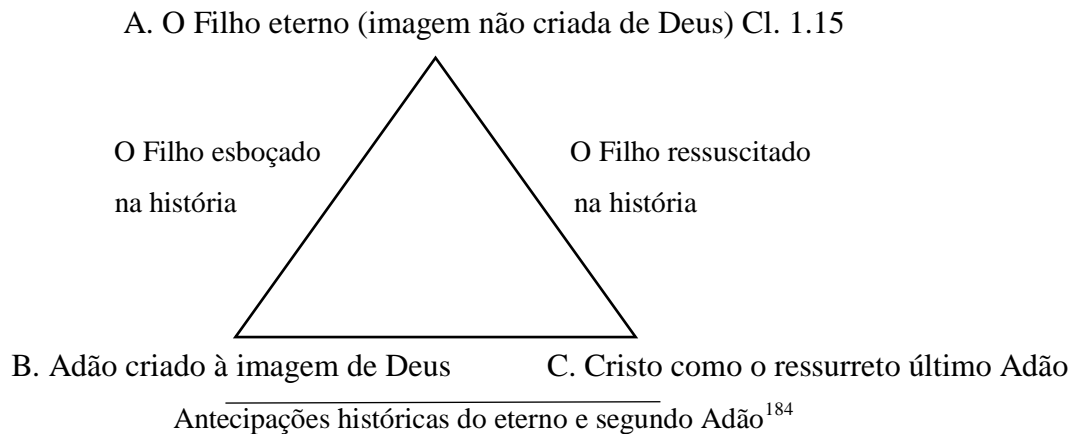 A. O Filho eterno (imagem não criada de Deus) Cl. 1.15
O Filho esboçado
na história
O Filho ressuscitado
na história
B. Adão criado à imagem de Deus
C. Cristo como o ressurreto último Adão
Antecipações históricas do eterno e segundo Adão184